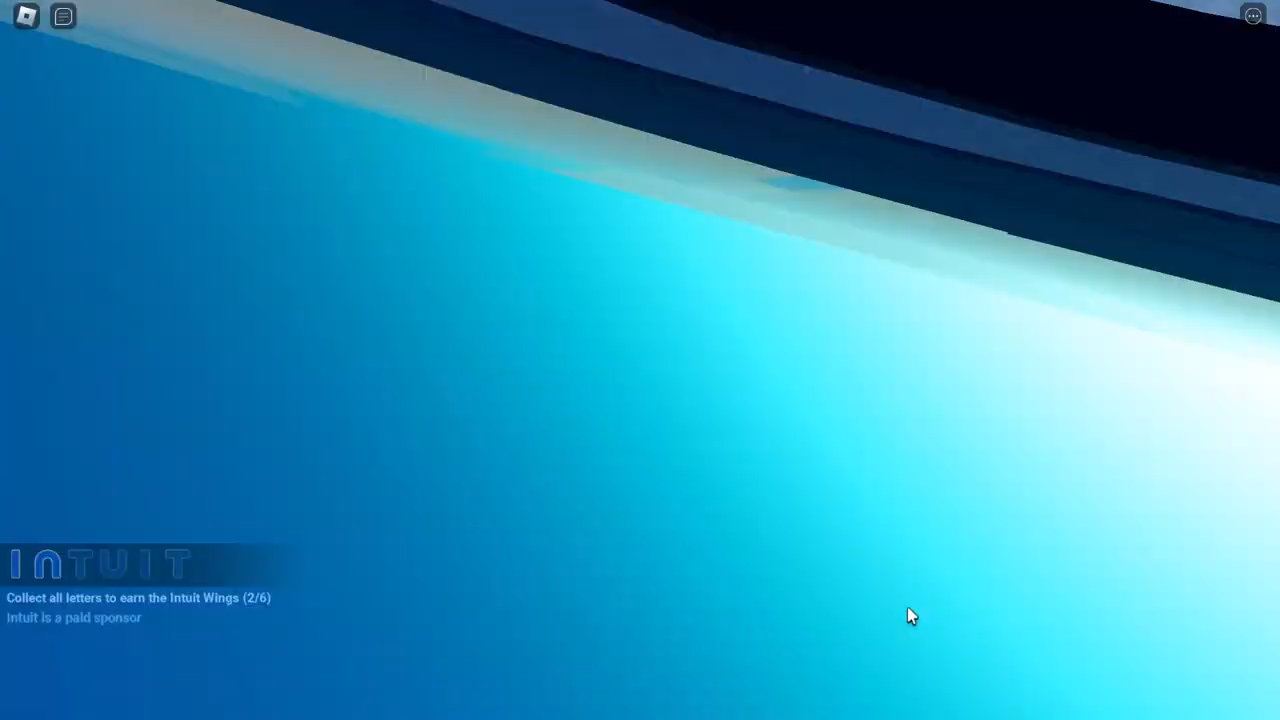 INTUIT
Collect all letters to earn the Intuit Wings (2/6)
Intuit is a paid sponsor